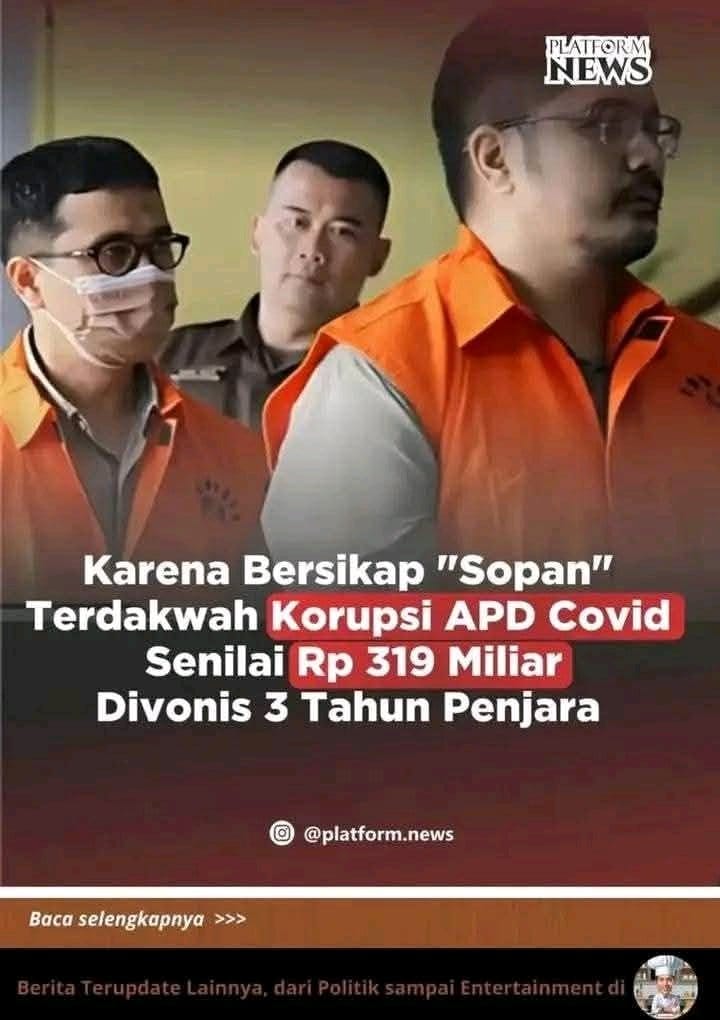 PLATFORM
NEWS
Karena Bersikap "Sopan"
Terdakwah Korupsi APD Covid
Senilai Rp 319 Miliar
Divonis 3 Tahun Penjara
@platform.news
Baca selengkapnya >>>
Berita Terupdate Lainnya, dari Politik sampai Entertainment di